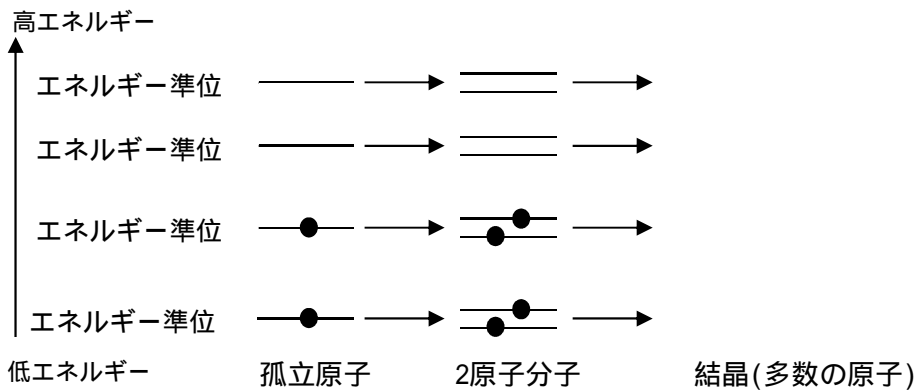 高エネルギー
エネルギー準位
エネルギー準位
エネルギー準位
エネルギー準位
低エネルギー 孤立原子 2原子分子 結晶(多数の原子)